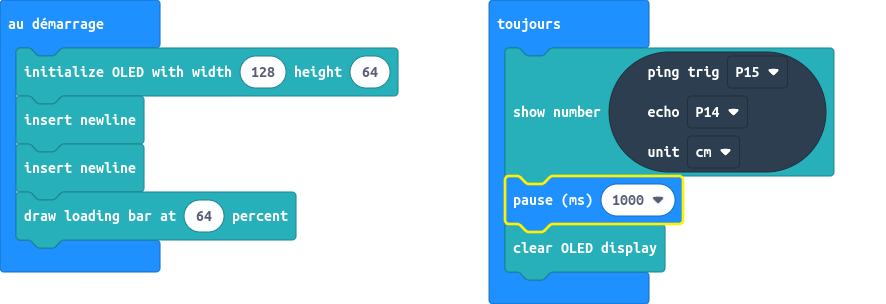 au démarrage
initialize OLED with width 128 height 64
insert newline
insert newline
draw loading bar at 64 percent
toujours
ping trig P15
show number echo P14
unit cm
pause (ms) 1000
clear OLED display